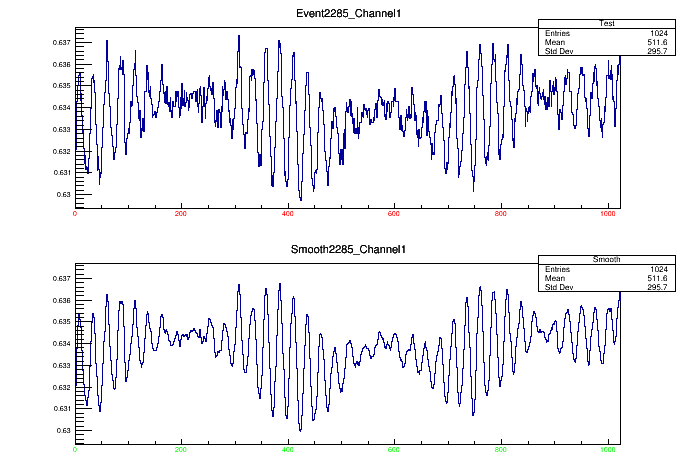 Event2285_Channel1
Test
Entries 1024
Mean 511.6
Std Dev 295.7
0.637
0.636
0.635
0.634
0.633
0.632
0.631
0.63
0 200 400 600 800 1000
Smooth2285_Channel1
Smooth
Entries 1024
Mean 511.6
Std Dev 295.7
0.637
0.636
0.635
0.634
0.633
0.632
0.631
0.63
0 200 400 600 800 1000